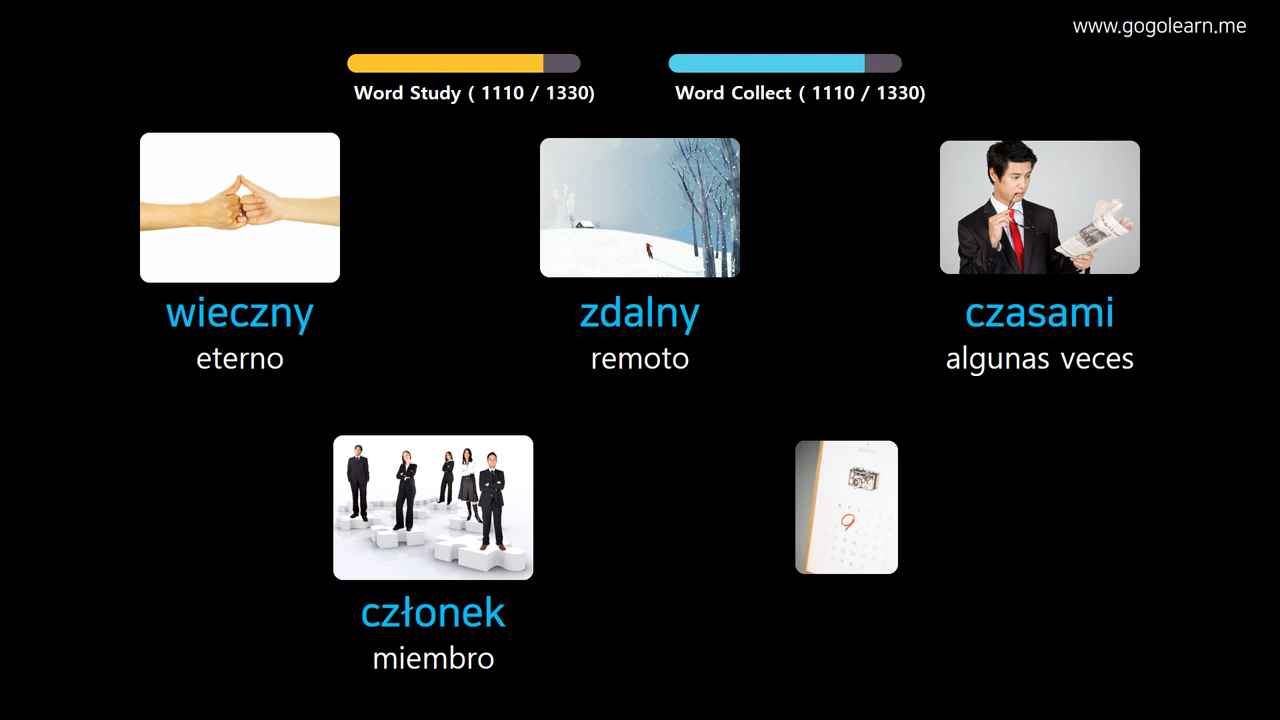 www.gogolearn.me
Word Study ( 1110 / 1330)
Word Collect ( 1110 / 1330)
wieczny
eterno
zdalny
remoto
czasami
algunas veces
członek
miembro